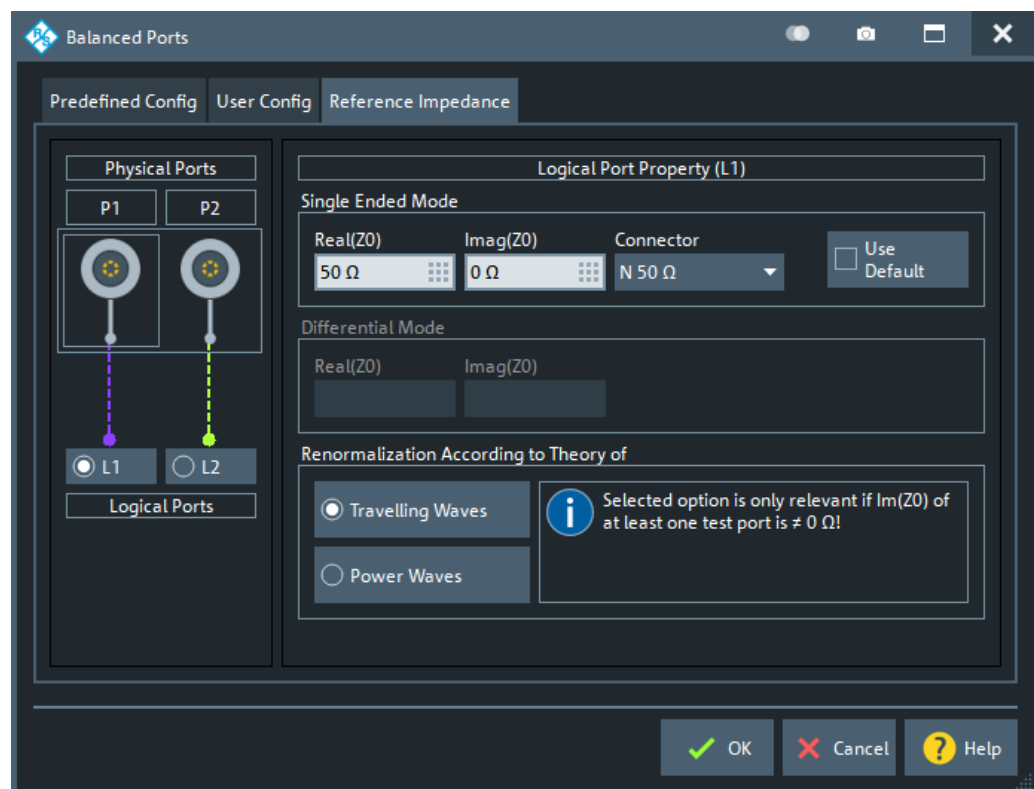 R&S Balanced Ports
Predefined Config User Config Reference Impedance
Physical Ports
P1 P2
L1 L2
Logical Ports
Logical Port Property (L1)
Single Ended Mode
Real(Z0) Imag(Z0) Connector
50 Ω 0 Ω N 50 Ω
Use
Default
Differential Mode
Real(Z0) Imag(Z0)
Renormalization According to Theory of
Travelling Waves
Power Waves
Selected option is only relevant if Im(Z0) of
at least one test port is ≠ 0 Ω!
OK Cancel Help